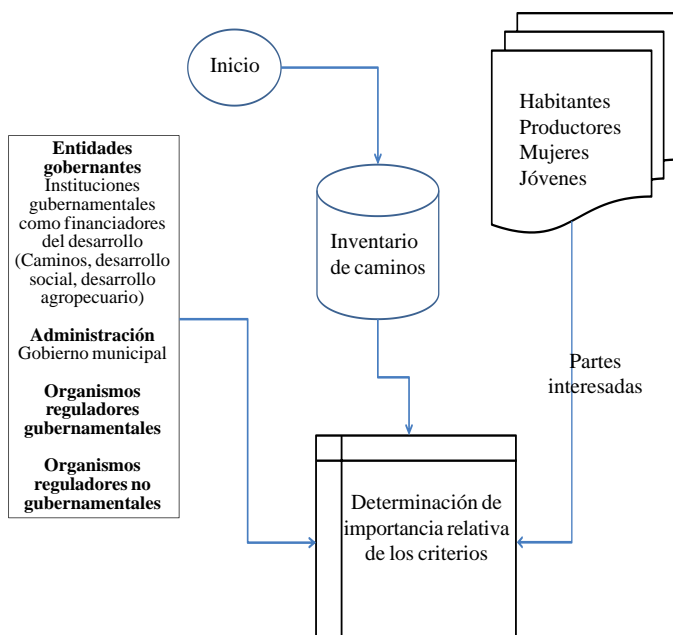 Inicio
Habitantes
Productores
Mujeres
Jóvenes
Entidades
gobernantes
Instituciones
gubernamentales
como financiadores
del desarrollo
(Caminos, desarrollo
social, desarrollo
agropecuario)
Administración
Gobierno municipal
Organismos
reguladores
gubernamentales
Organismos
reguladores no
gubernamentales
Inventario
de caminos
Partes
interesadas
Determinación de
importancia relativa
de los criterios